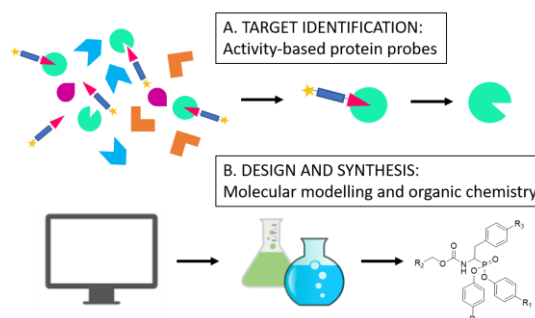 A. TARGET IDENTIFICATION:
Activity-based protein probes
B. DESIGN AND SYNTHESIS:
Molecular modelling and organic chemistry
R₃
O
R₂ O N H P O
O O
R₁